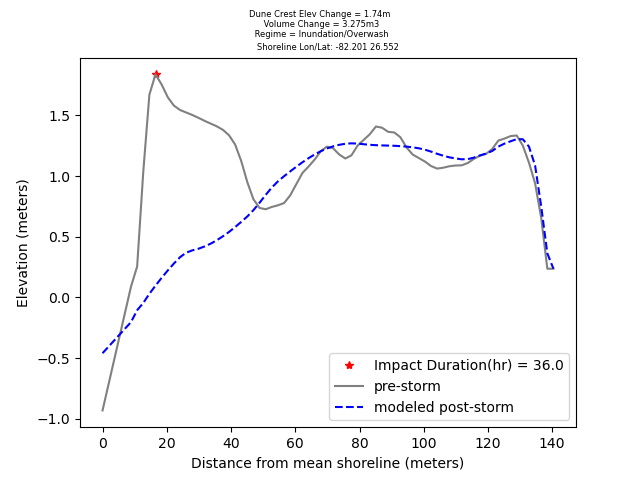 Dune Crest Elev Change = 1.74m
Volume Change = 3.275m3
Regime = Inundation/Overwash
Shoreline Lon/Lat: -82.201 26.552
1.5
1.0
0.5
0.0
−0.5
−1.0
Elevation (meters)
Impact Duration(hr) = 36.0
pre-storm
modeled post-storm
0 20 40 60 80 100 120 140
Distance from mean shoreline (meters)